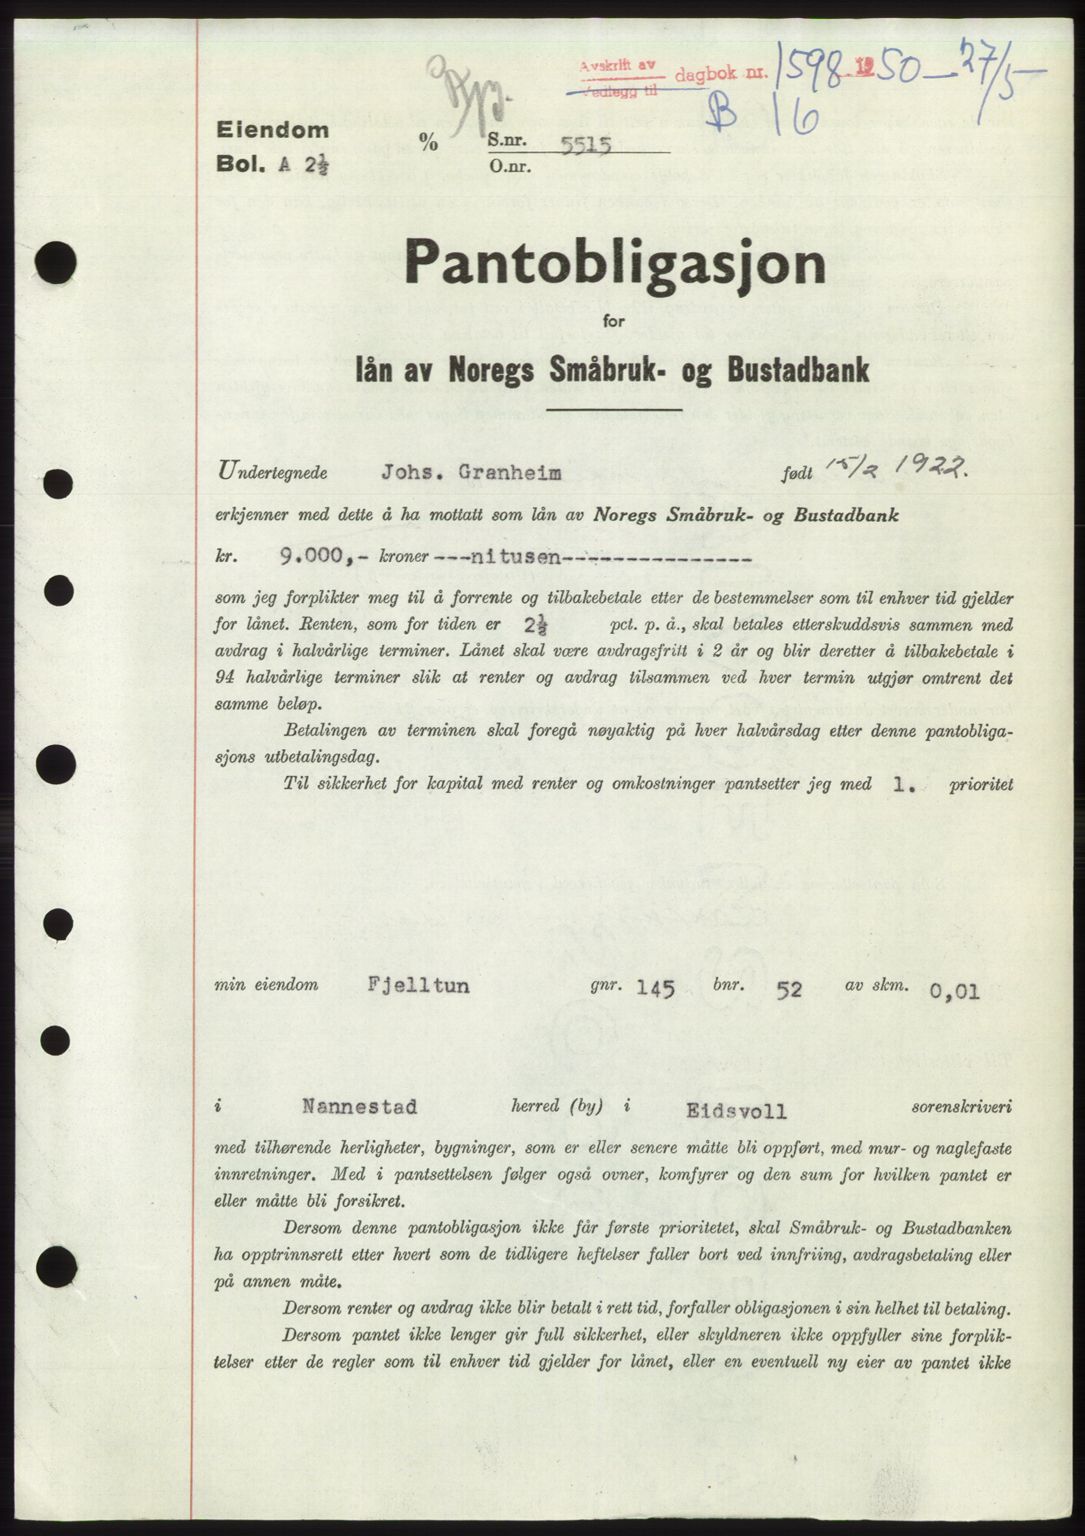 Avskrift av
Vedlegg til dagbok nr. 1598 1950 - 27/5
B 16
Eiendom
Bol. A 2½ % S.nr. 5515
O.nr.
Pantobligasjon
for
lån av Noregs Småbruk- og Bustadbank
Undertegnede Johs. Granheim født 15/2 1922.
erkjenner med dette å ha mottatt som lån av Noregs Småbruk- og Bustadbank
kr. 9.000,- kroner ---nitusen----------------
som jeg forplikter meg til å forrente og tilbakebetale etter de bestemmelser som til enhver tid gjelder
for lånet. Renten, som for tiden er 2½ pct. p. å., skal betales etterskuddsvis sammen med
avdrag i halvårlige terminer. Lånet skal være avdragsfritt i 2 år og blir deretter å tilbakebetale i
94 halvårlige terminer slik at renter og avdrag tilsammen ved hver termin utgjør omtrent det
samme beløp.
Betalingen av terminen skal foregå nøyaktig på hver halvårsdag etter denne pantobliga-
sjons utbetalingsdag.
Til sikkerhet for kapital med renter og omkostninger pantsetter jeg med 1. prioritet
min eiendom Fjelltun gnr. 145 bnr. 52 av skm. 0,01
i Nannestad herred (by) i Eidsvoll sorenskriveri
med tilhørende herligheter, bygninger, som er eller senere måtte bli oppført, med mur- og naglefaste
innretninger. Med i pantsettelsen følger også ovner, komfyrer og den sum for hvilken pantet er
eller måtte bli forsikret.
Dersom denne pantobligasjon ikke får første prioritetet, skal Småbruk- og Bustadbanken
ha opptrinnsrett etter hvert som de tidligere heftelser faller bort ved innfriing, avdragsbetaling eller
på annen måte.
Dersom renter og avdrag ikke blir betalt i rett tid, forfaller obligasjonen i sin helhet til betaling.
Dersom pantet ikke lenger gir full sikkerhet, eller skyldneren ikke oppfyller sine forplik-
telser etter de regler som til enhver tid gjelder for lånet, eller en eventuell ny eier av pantet ikke